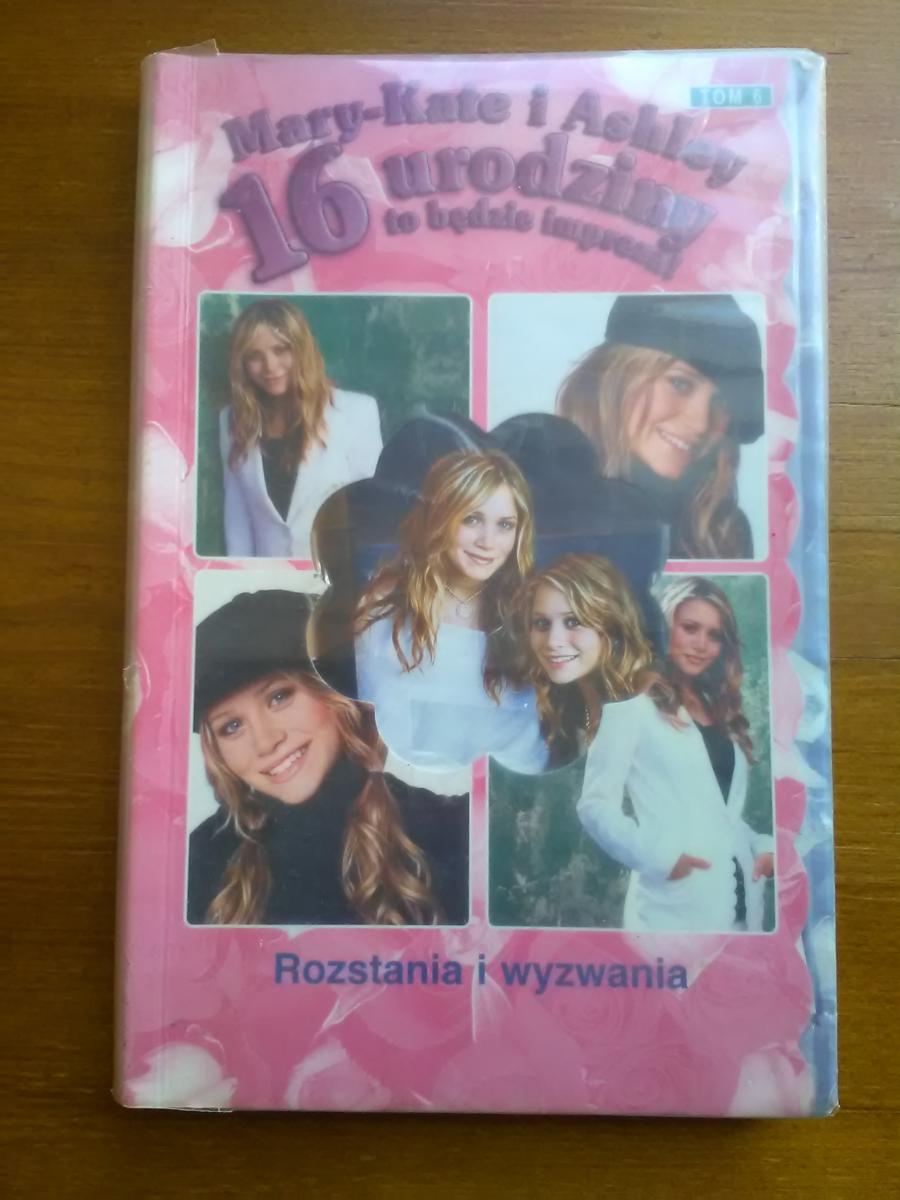 TOM 6
Mary-Kate i Ashley
16 urodziny
to będzie impreza!
Rozstania i wyzwania